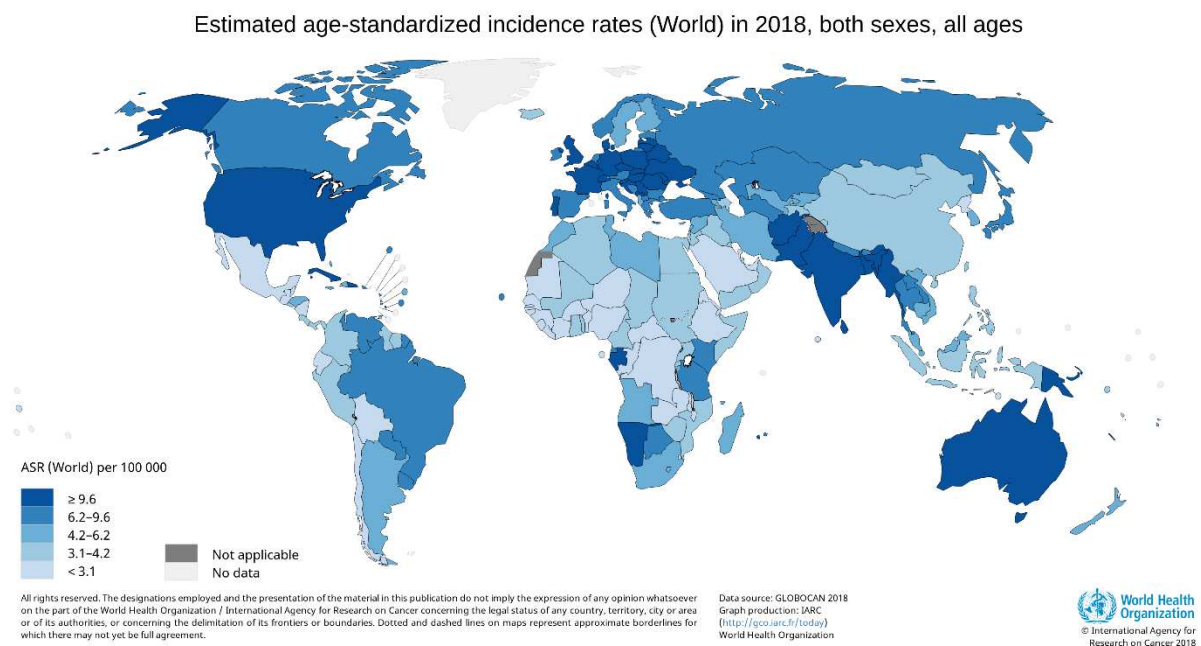 Estimated age-standardized incidence rates (World) in 2018, both sexes, all ages
ASR (World) per 100 000
≥ 9.6
6.2–9.6
4.2–6.2
3.1–4.2
< 3.1
Not applicable
No data
All rights reserved. The designations employed and the presentation of the material in this publication do not imply the expression of any opinion whatsoever
on the part of the World Health Organization / International Agency for Research on Cancer concerning the legal status of any country, territory, city or area
or of its authorities, or concerning the delimitation of its frontiers or boundaries. Dotted and dashed lines on maps represent approximate borderlines for
which there may not yet be full agreement.
Data source: GLOBOCAN 2018
Graph production: IARC
(http://gco.iarc.fr/today)
World Health Organization
World Health
Organization
© International Agency for
Research on Cancer 2018